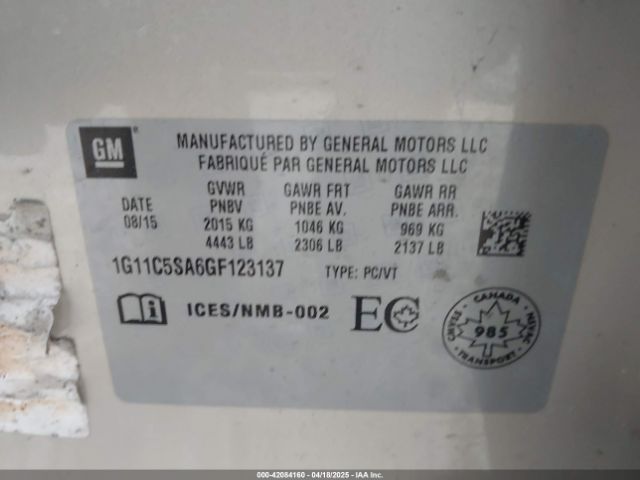 GM
MANUFACTURED BY GENERAL MOTORS LLC
FABRIQUÉ PAR GENERAL MOTORS LLC
DATE
08/15
GVWR
PNBV
2015 KG
4443 LB
GAWR FRT
PNBE AV.
1046 KG
2306 LB
GAWR RR
PNBE ARR.
969 KG
2137 LB
1G11C5SA6GF123137 TYPE: PC/VT
i ICES/NMB-002 EC
CANADA
CMVSS NSVAC
985
TRANSPORT
000-42084160 - 04/18/2025 - IAA Inc.